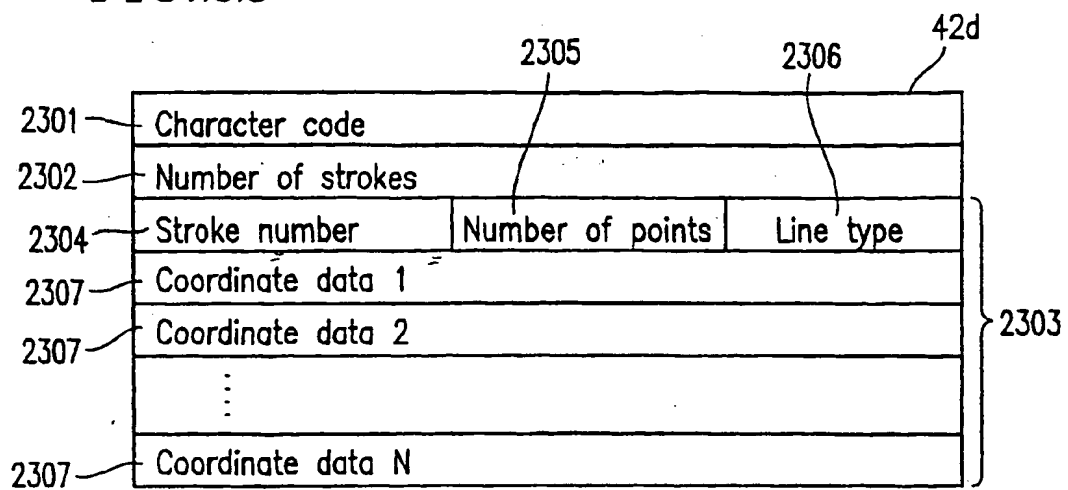 42d
2305 2306
2301 Character code
2302 Number of strokes
2304 Stroke number Number of points Line type
2307 Coordinate data 1
2307 Coordinate data 2
2303
2307 Coordinate data N